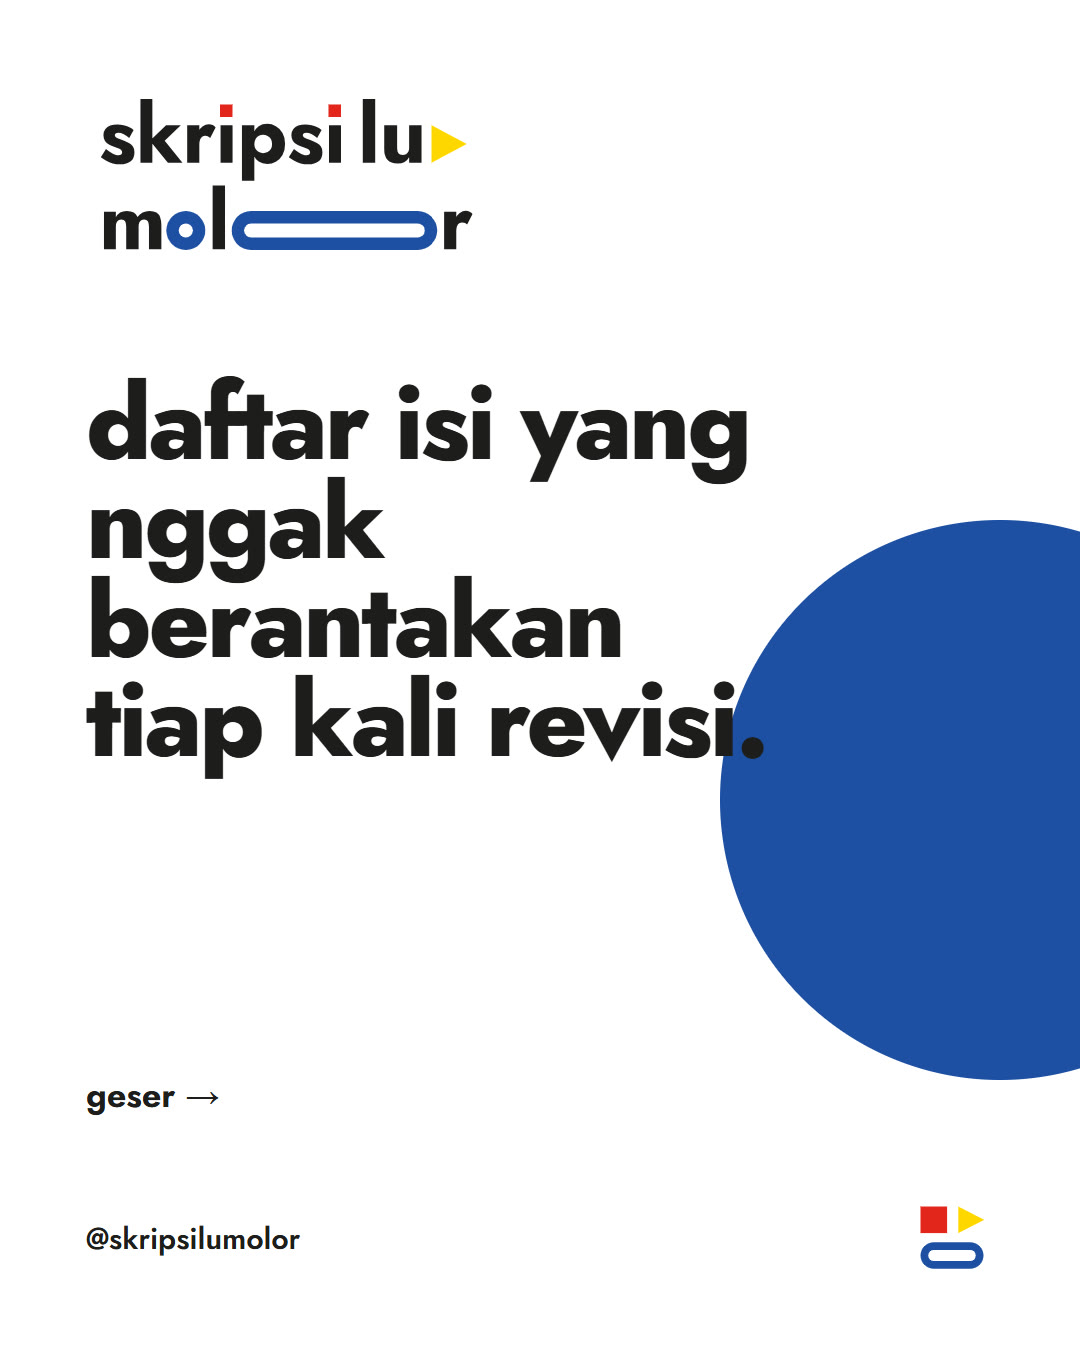 skripsi lu
molor
daftar isi yang
nggak
berantakan
tiap kali revisi.
geser →
@skripsilumolor